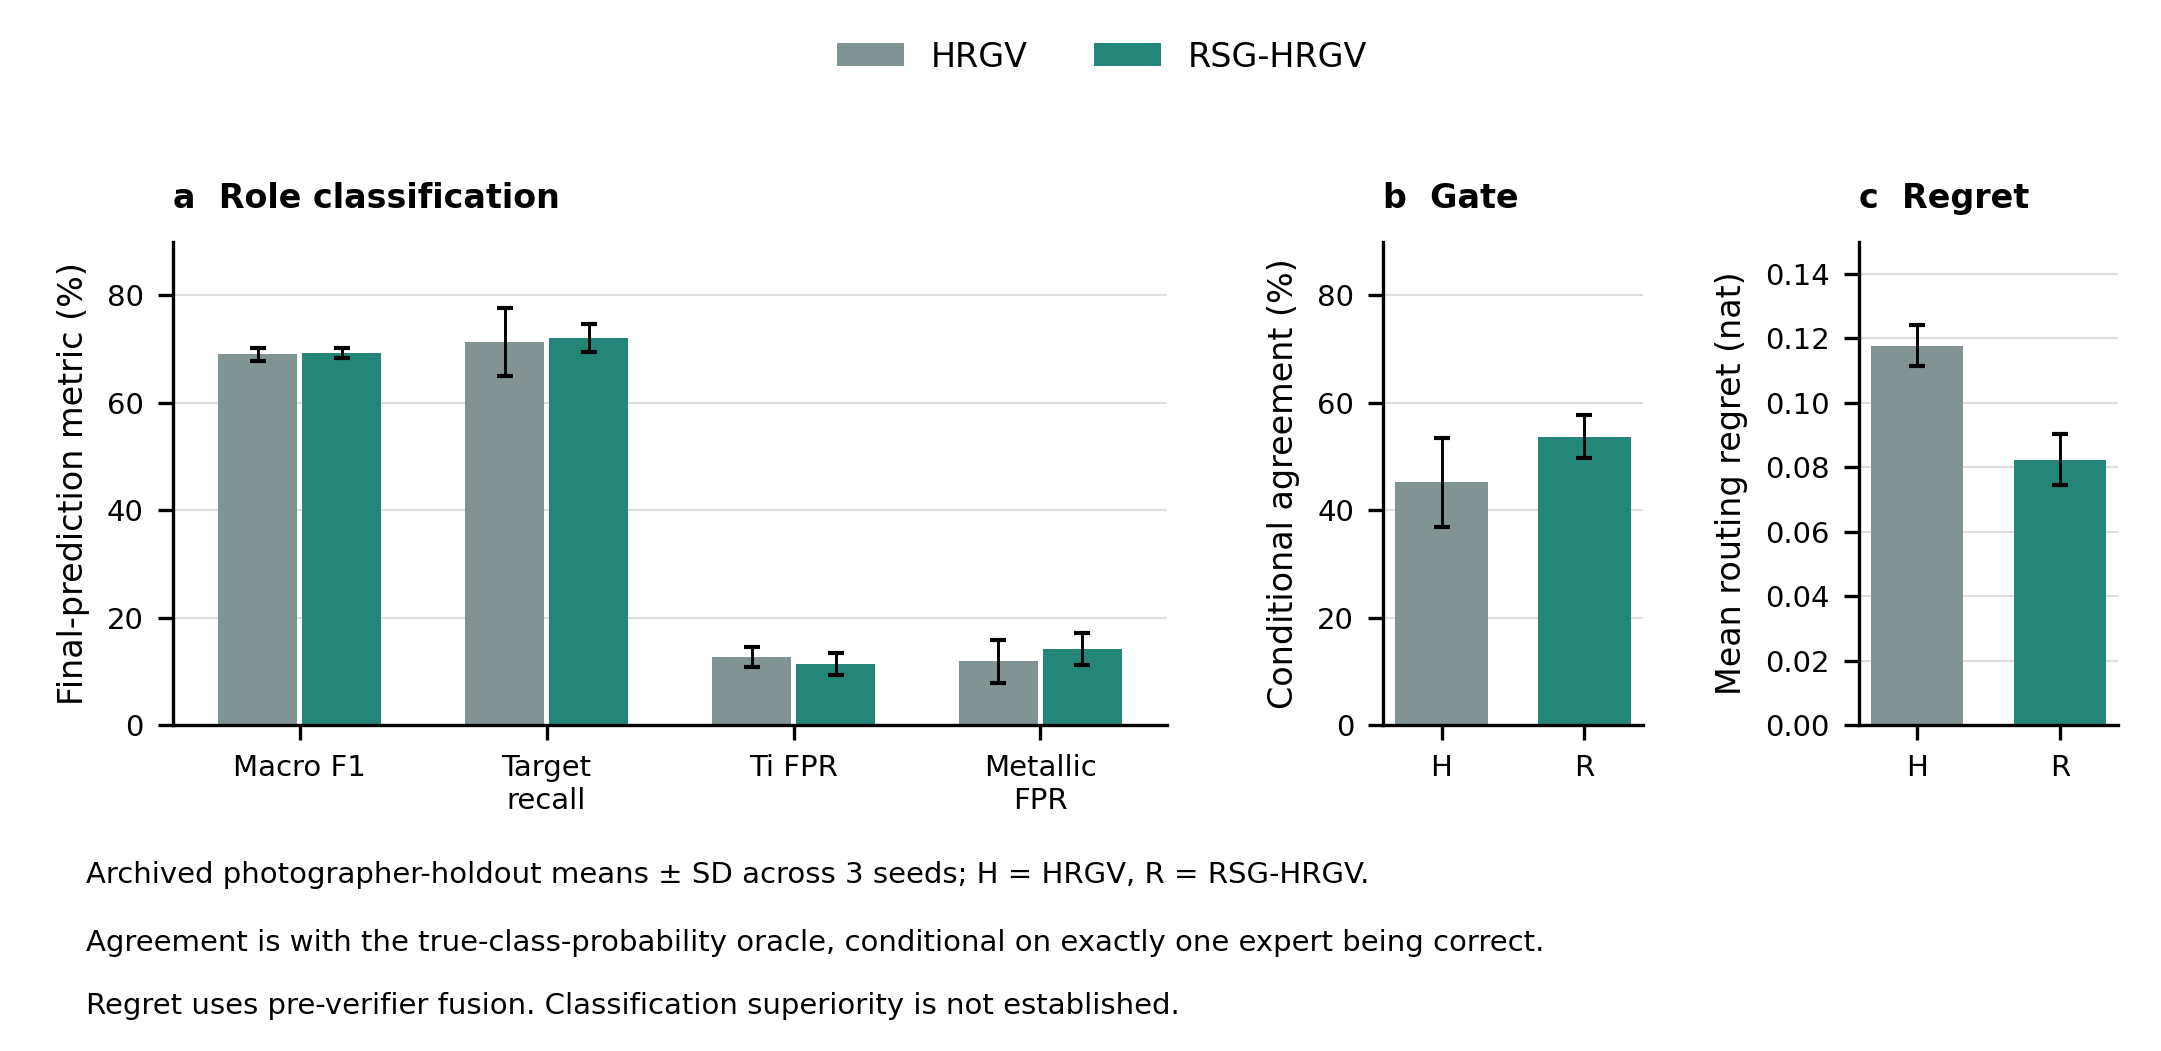 HRGV RSG-HRGV
a Role classification
Final-prediction metric (%)
80
60
40
20
0
Macro F1
Target
recall
Ti FPR
Metallic
FPR
b Gate
Conditional agreement (%)
80
60
40
20
0
H
R
c Regret
Mean routing regret (nat)
0.14
0.12
0.10
0.08
0.06
0.04
0.02
0.00
H
R
Archived photographer-holdout means ± SD across 3 seeds; H = HRGV, R = RSG-HRGV.
Agreement is with the true-class-probability oracle, conditional on exactly one expert being correct.
Regret uses pre-verifier fusion. Classification superiority is not established.